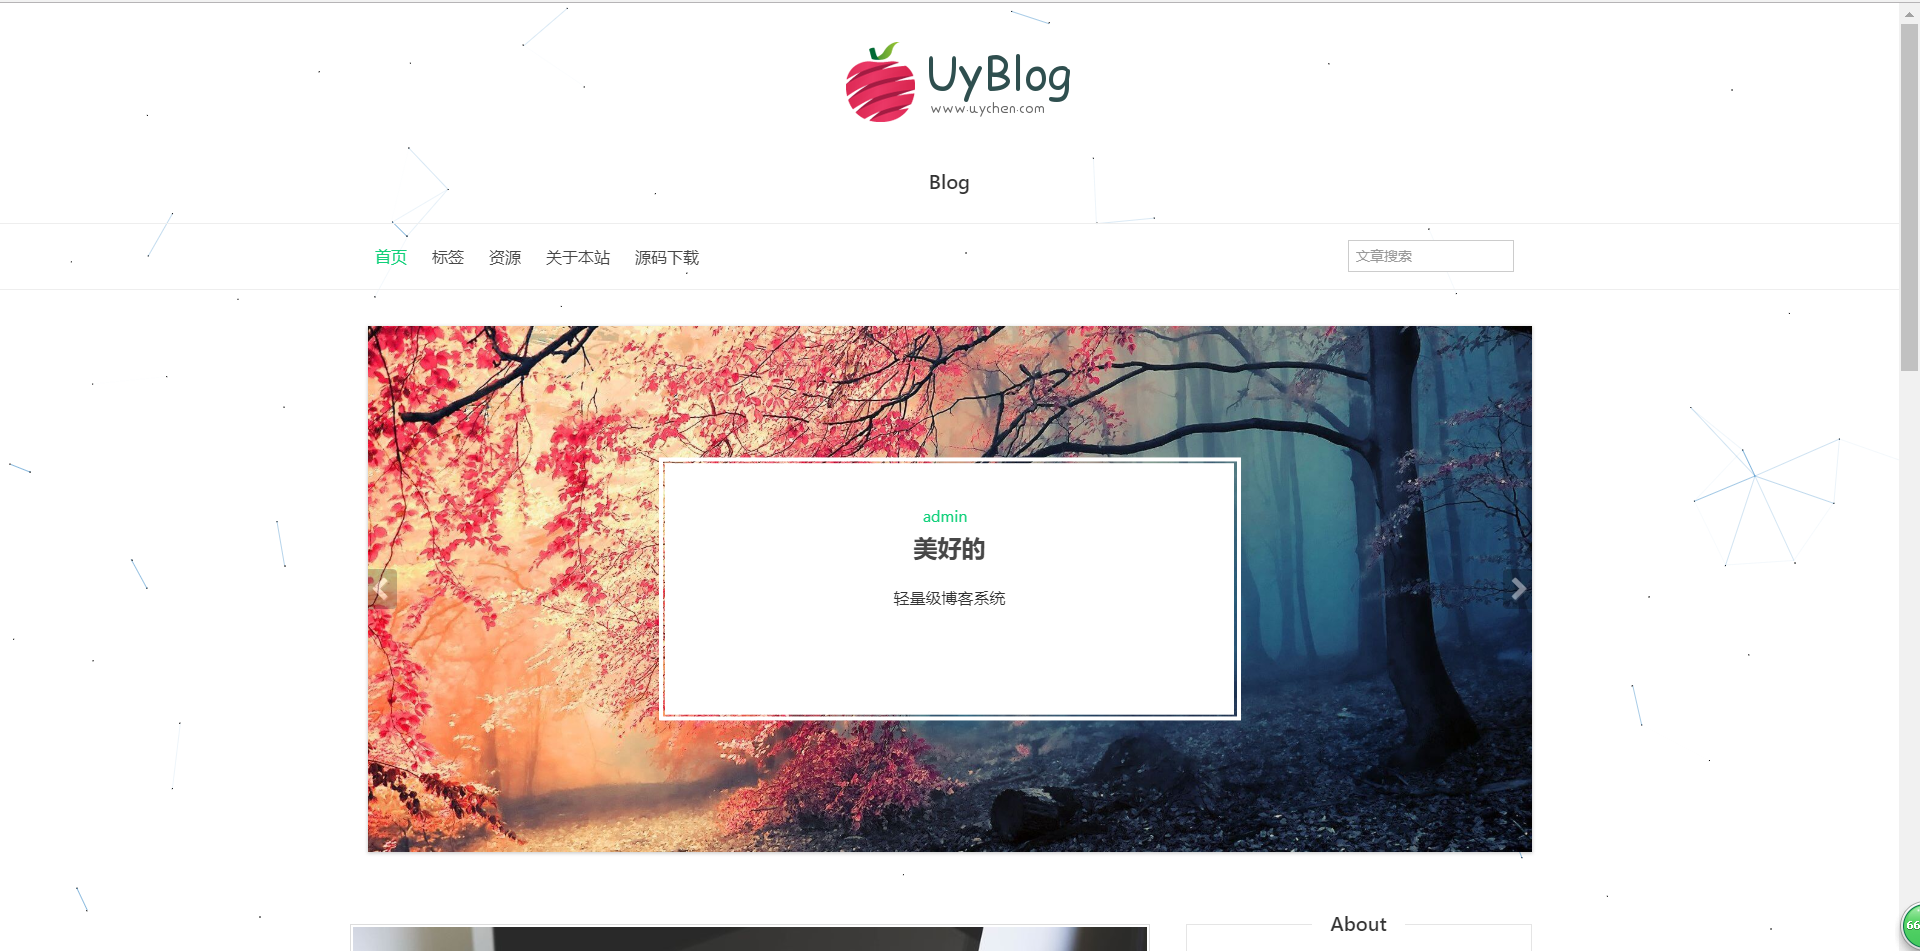 UyBlog
www.uychen.com
Blog
首页 标签 资源 关于本站 源码下载 文章搜索
admin
美好的
轻量级博客系统
About
66